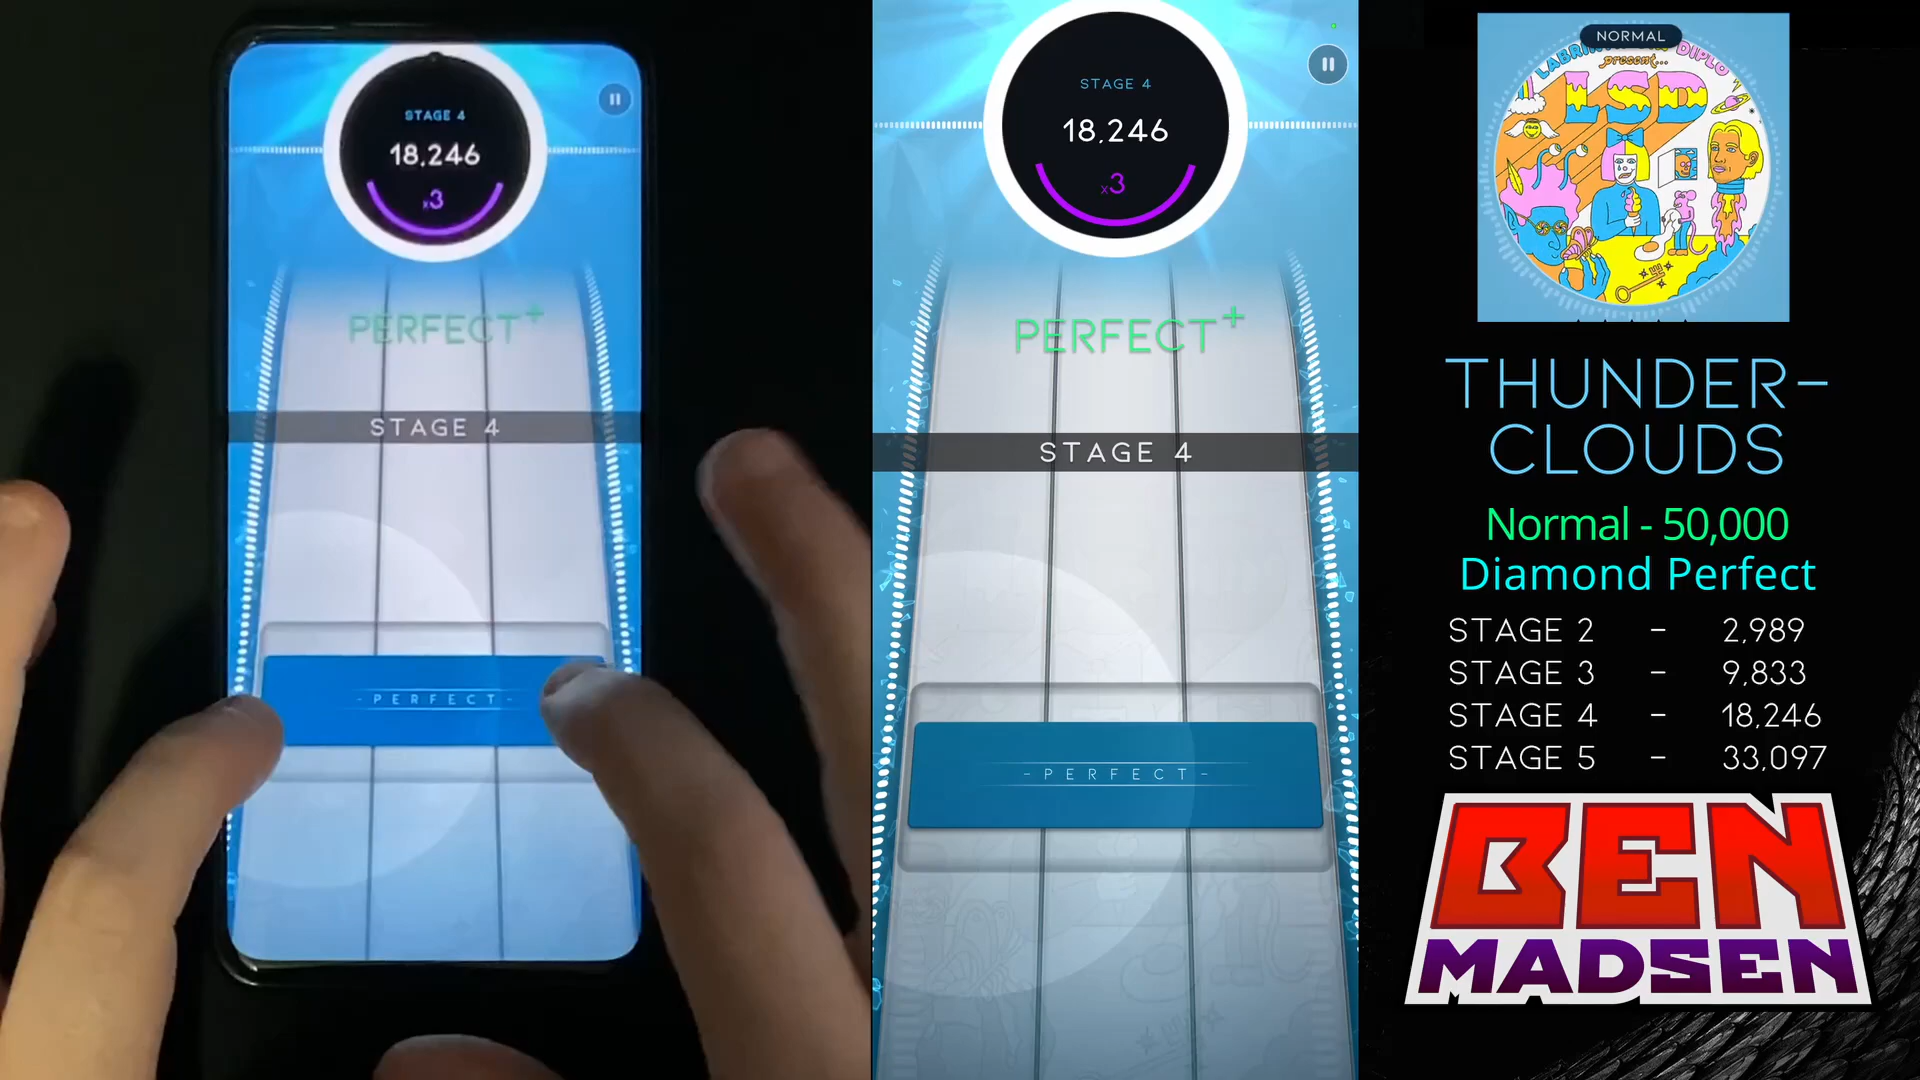 STAGE 4
18,246
x3
PERFECT+
STAGE 4
-PERFECT-
STAGE 4
18,246
x3
PERFECT+
STAGE 4
-PERFECT-
NORMAL
DIPLO
present...
LSD
THUNDER-
CLOUDS
Normal - 50,000
Diamond Perfect
STAGE 2 - 2,989
STAGE 3 - 9,833
STAGE 4 - 18,246
STAGE 5 - 33,097
BEN
MADSEN